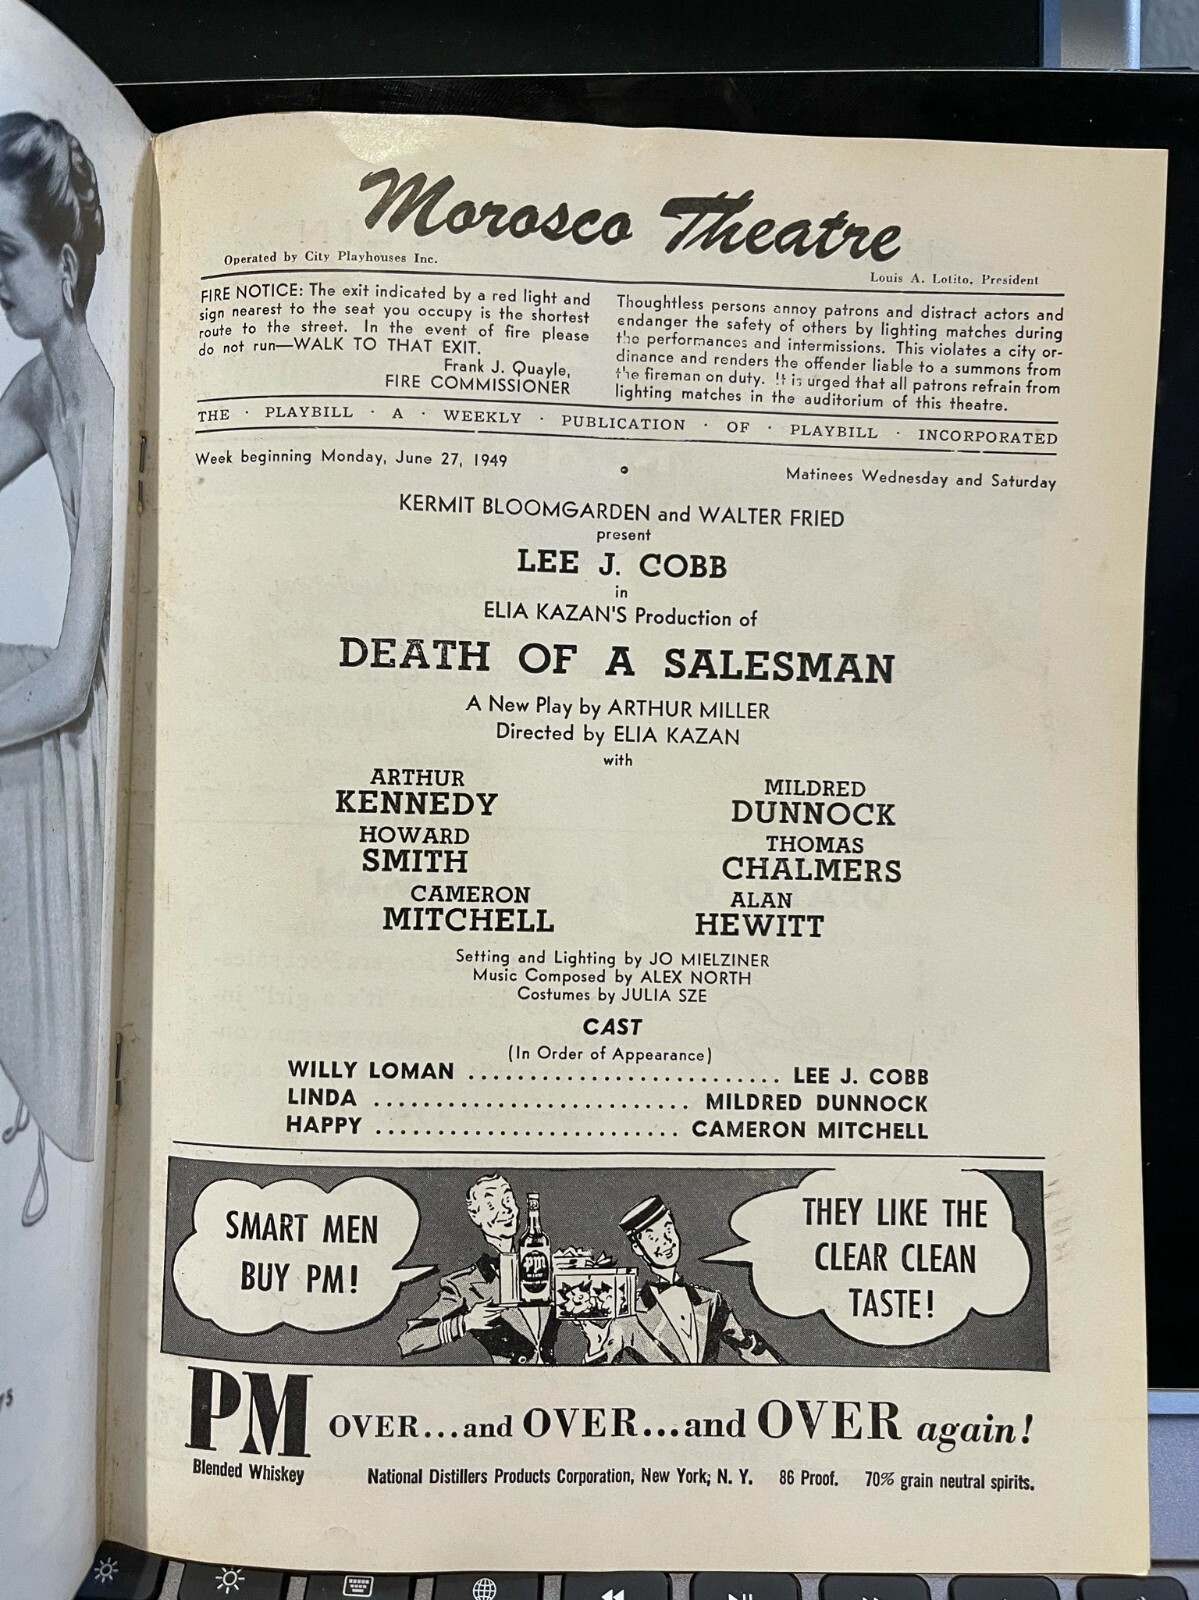 Morosco Theatre
Operated by City Playhouses Inc.
Louis A. Lotito, President
FIRE NOTICE: The exit indicated by a red light and
sign nearest to the seat you occupy is the shortest
route to the street. In the event of fire please
do not run—WALK TO THAT EXIT.
Frank J. Quayle,
FIRE COMMISSIONER
Thoughtless persons annoy patrons and distract actors and
endanger the safety of others by lighting matches during
the performances and intermissions. This violates a city or-
dinance and renders the offender liable to a summons from
the fireman on duty. It is urged that all patrons refrain from
lighting matches in the auditorium of this theatre.
THE · PLAYBILL · A · WEEKLY · PUBLICATION · OF · PLAYBILL · INCORPORATED
Week beginning Monday, June 27, 1949
Matinees Wednesday and Saturday
KERMIT BLOOMGARDEN and WALTER FRIED
present
LEE J. COBB
in
ELIA KAZAN'S Production of
DEATH OF A SALESMAN
A New Play by ARTHUR MILLER
Directed by ELIA KAZAN
with
ARTHUR
KENNEDY
MILDRED
DUNNOCK
HOWARD
SMITH
THOMAS
CHALMERS
CAMERON
MITCHELL
ALAN
HEWITT
Setting and Lighting by JO MIELZINER
Music Composed by ALEX NORTH
Costumes by JULIA SZE
CAST
(In Order of Appearance)
WILLY LOMAN .......................... LEE J. COBB
LINDA .......................... MILDRED DUNNOCK
HAPPY ......................... CAMERON MITCHELL
SMART MEN
BUY PM!
pm
THEY LIKE THE
CLEAR CLEAN
TASTE!
PM
Blended Whiskey
OVER...and OVER...and OVER again!
National Distillers Products Corporation, New York, N. Y. 86 Proof. 70% grain neutral spirits.